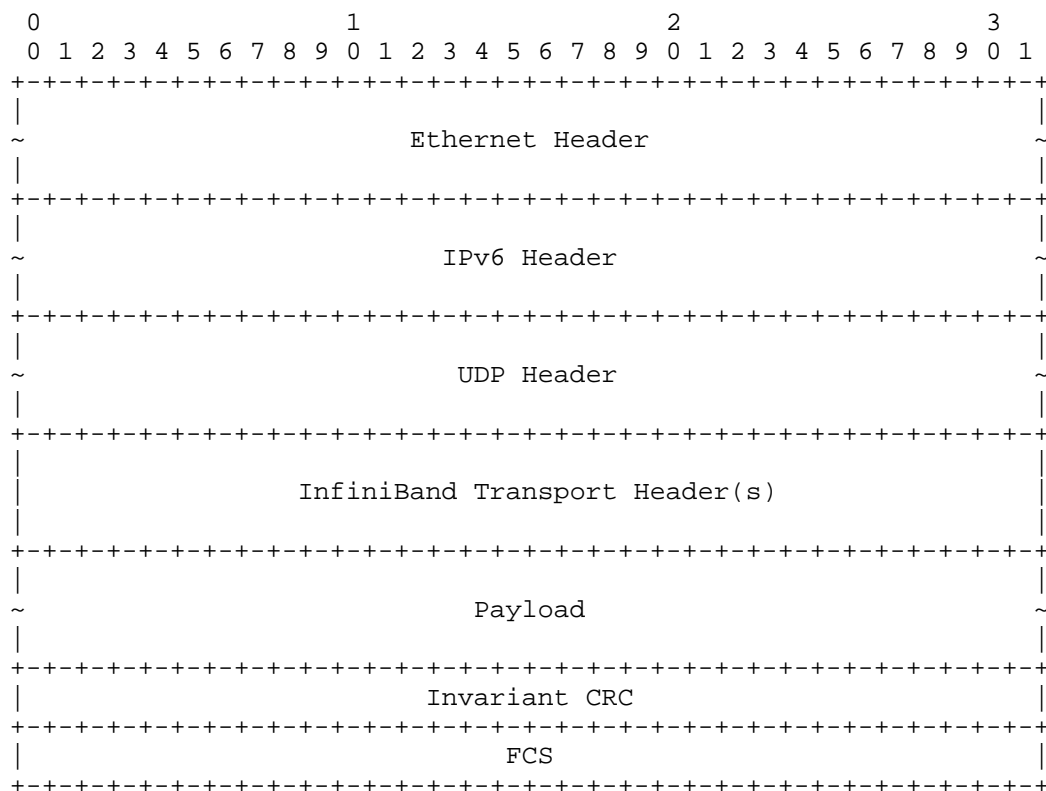 0                   1                   2                   3
 0 1 2 3 4 5 6 7 8 9 0 1 2 3 4 5 6 7 8 9 0 1 2 3 4 5 6 7 8 9 0 1
+-+-+-+-+-+-+-+-+-+-+-+-+-+-+-+-+-+-+-+-+-+-+-+-+-+-+-+-+-+-+-+-+
|                                                               |
~                        Ethernet Header                        ~
|                                                               |
+-+-+-+-+-+-+-+-+-+-+-+-+-+-+-+-+-+-+-+-+-+-+-+-+-+-+-+-+-+-+-+-+
|                                                               |
~                          IPv6 Header                          ~
|                                                               |
+-+-+-+-+-+-+-+-+-+-+-+-+-+-+-+-+-+-+-+-+-+-+-+-+-+-+-+-+-+-+-+-+
|                                                               |
~                           UDP Header                          ~
|                                                               |
+-+-+-+-+-+-+-+-+-+-+-+-+-+-+-+-+-+-+-+-+-+-+-+-+-+-+-+-+-+-+-+-+
|                                                               |
|                 InfiniBand Transport Header(s)                |
|                                                               |
+-+-+-+-+-+-+-+-+-+-+-+-+-+-+-+-+-+-+-+-+-+-+-+-+-+-+-+-+-+-+-+-+
|                                                               |
~                            Payload                            ~
|                                                               |
+-+-+-+-+-+-+-+-+-+-+-+-+-+-+-+-+-+-+-+-+-+-+-+-+-+-+-+-+-+-+-+-+
|                         Invariant CRC                         |
+-+-+-+-+-+-+-+-+-+-+-+-+-+-+-+-+-+-+-+-+-+-+-+-+-+-+-+-+-+-+-+-+
|                              FCS                              |
+-+-+-+-+-+-+-+-+-+-+-+-+-+-+-+-+-+-+-+-+-+-+-+-+-+-+-+-+-+-+-+-+